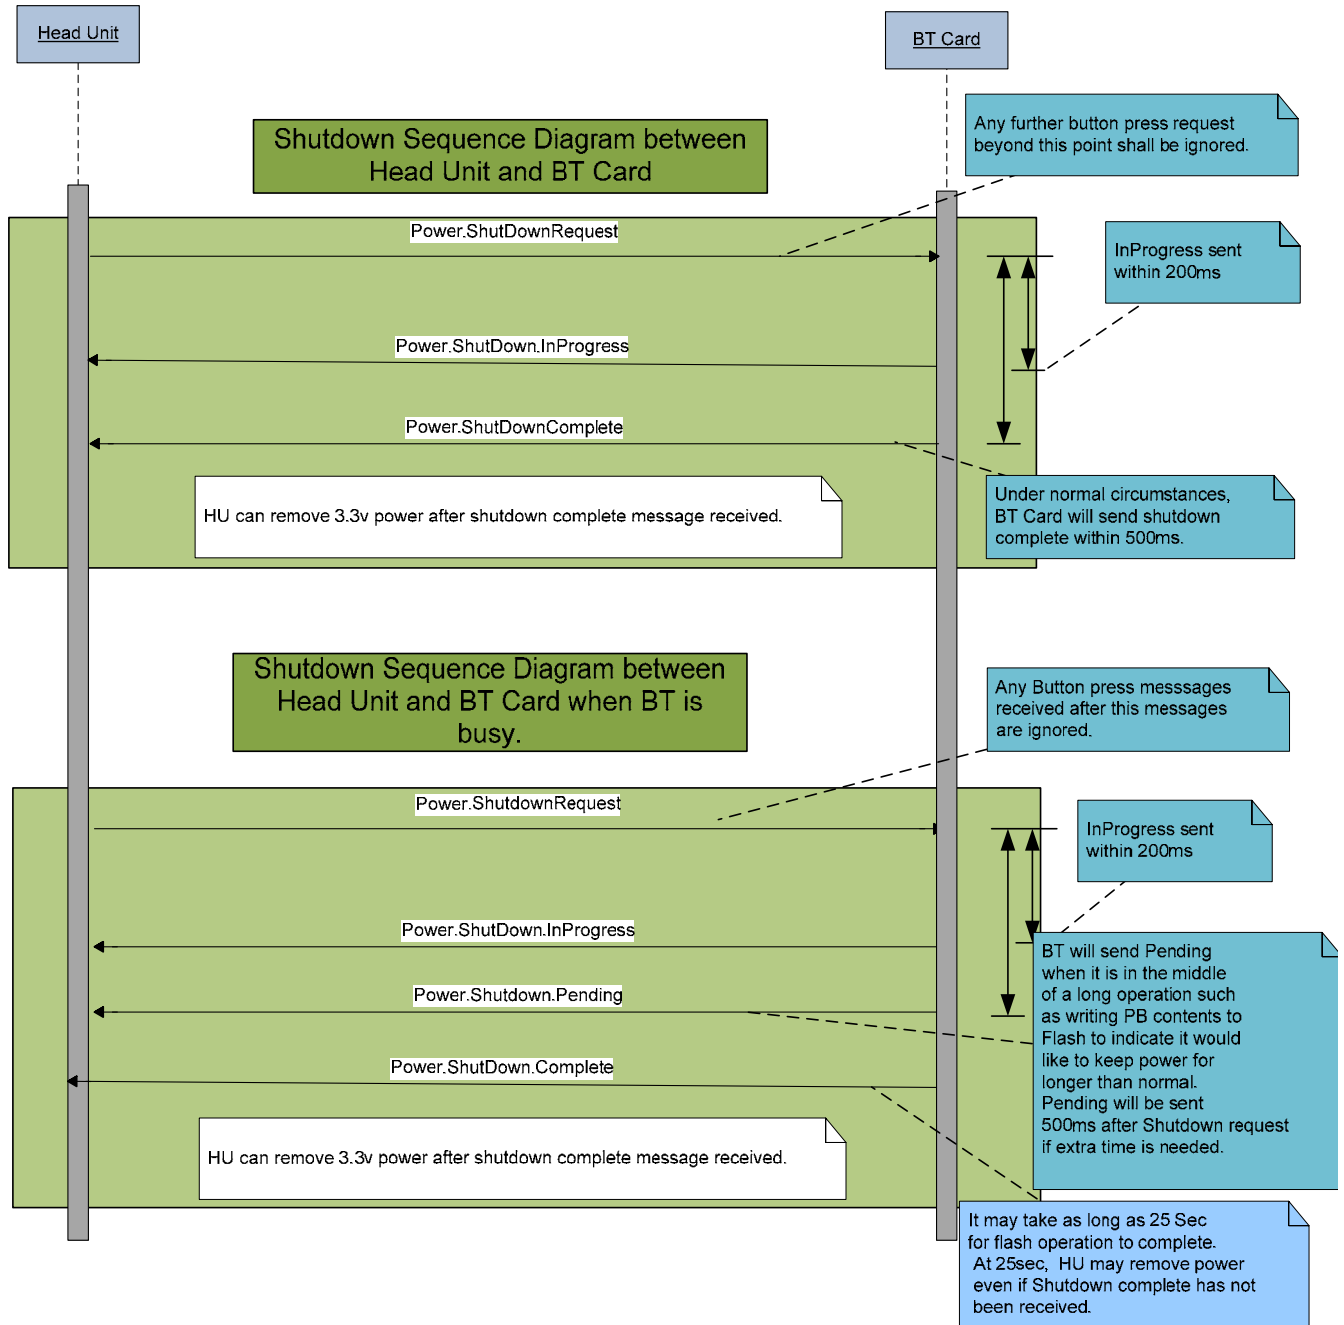 Head Unit
BT Card
Shutdown Sequence Diagram between
Head Unit and BT Card
Any further button press request
beyond this point shall be ignored.
Power.ShutDownRequest
InProgress sent
within 200ms
Power.ShutDown.InProgress
Power.ShutDownComplete
HU can remove 3.3v power after shutdown complete message received.
Under normal circumstances,
BT Card will send shutdown
complete within 500ms.
Shutdown Sequence Diagram between
Head Unit and BT Card when BT is
busy.
Any Button press messsages
received after this messages
are ignored.
Power.ShutdownRequest
InProgress sent
within 200ms
Power.ShutDown.InProgress
Power.Shutdown.Pending
BT will send Pending
when it is in the middle
of a long operation such
as writing PB contents to
Flash to indicate it would
like to keep power for
longer than normal.
Pending will be sent
500ms after Shutdown request
if extra time is needed.
Power.ShutDown.Complete
HU can remove 3.3v power after shutdown complete message received.
It may take as long as 25 Sec
for flash operation to complete.
At 25sec, HU may remove power
even if Shutdown complete has not
been received.